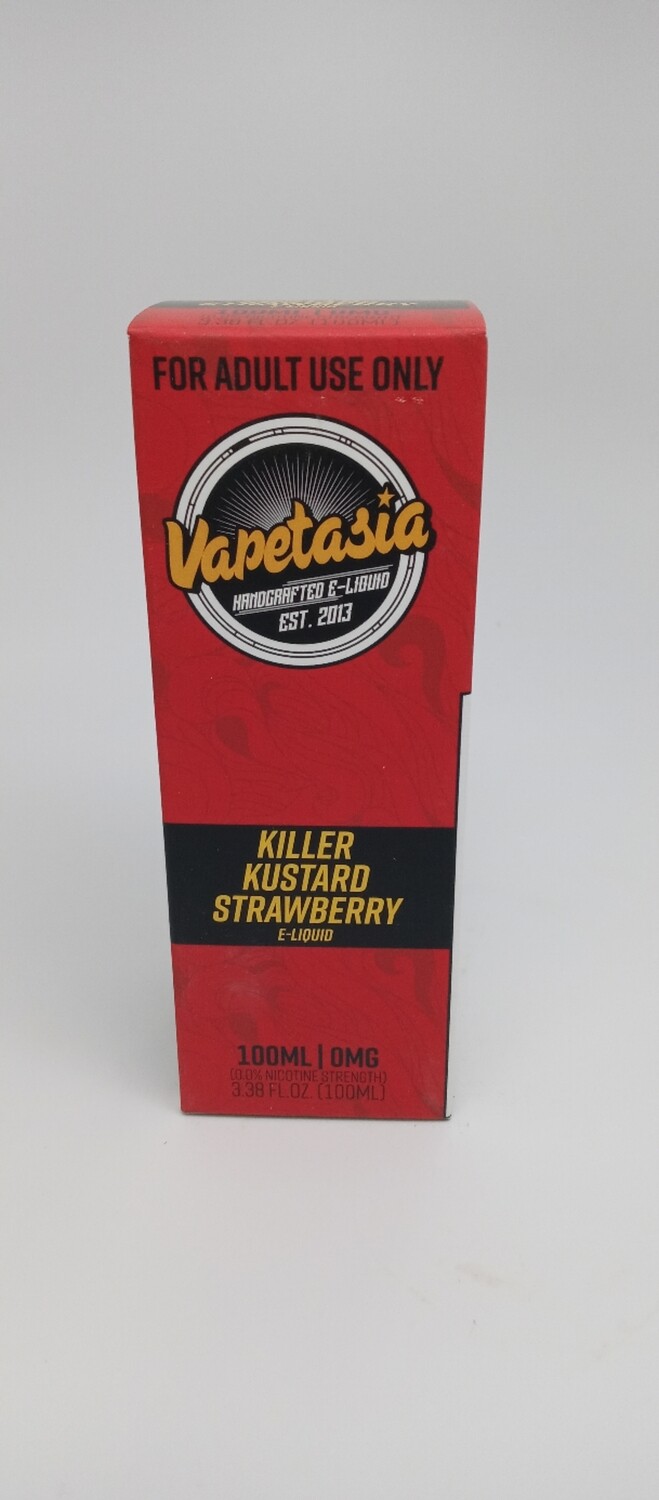 FOR ADULT USE ONLY
Vapetasia
HANDCRAFTED E-LIQUID
EST. 2013
KILLER
KUSTARD
STRAWBERRY
E-LIQUID
100ML | 0MG
(0.0% NICOTINE STRENGTH)
3.38 FL.OZ. (100ML)